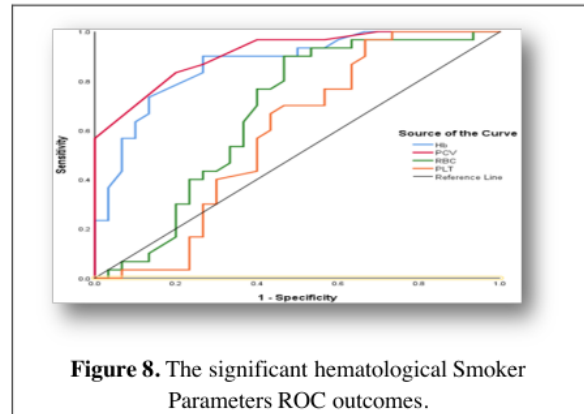 1.0
0.8
0.6
0.4
0.2
0.0
Sensitivity
0.0 0.2 0.4 0.6 0.8 1.0
1 - Specificity
Source of the Curve
Hb
PCV
RBC
PLT
Reference Line
Figure 8. The significant hematological Smoker
Parameters ROC outcomes.